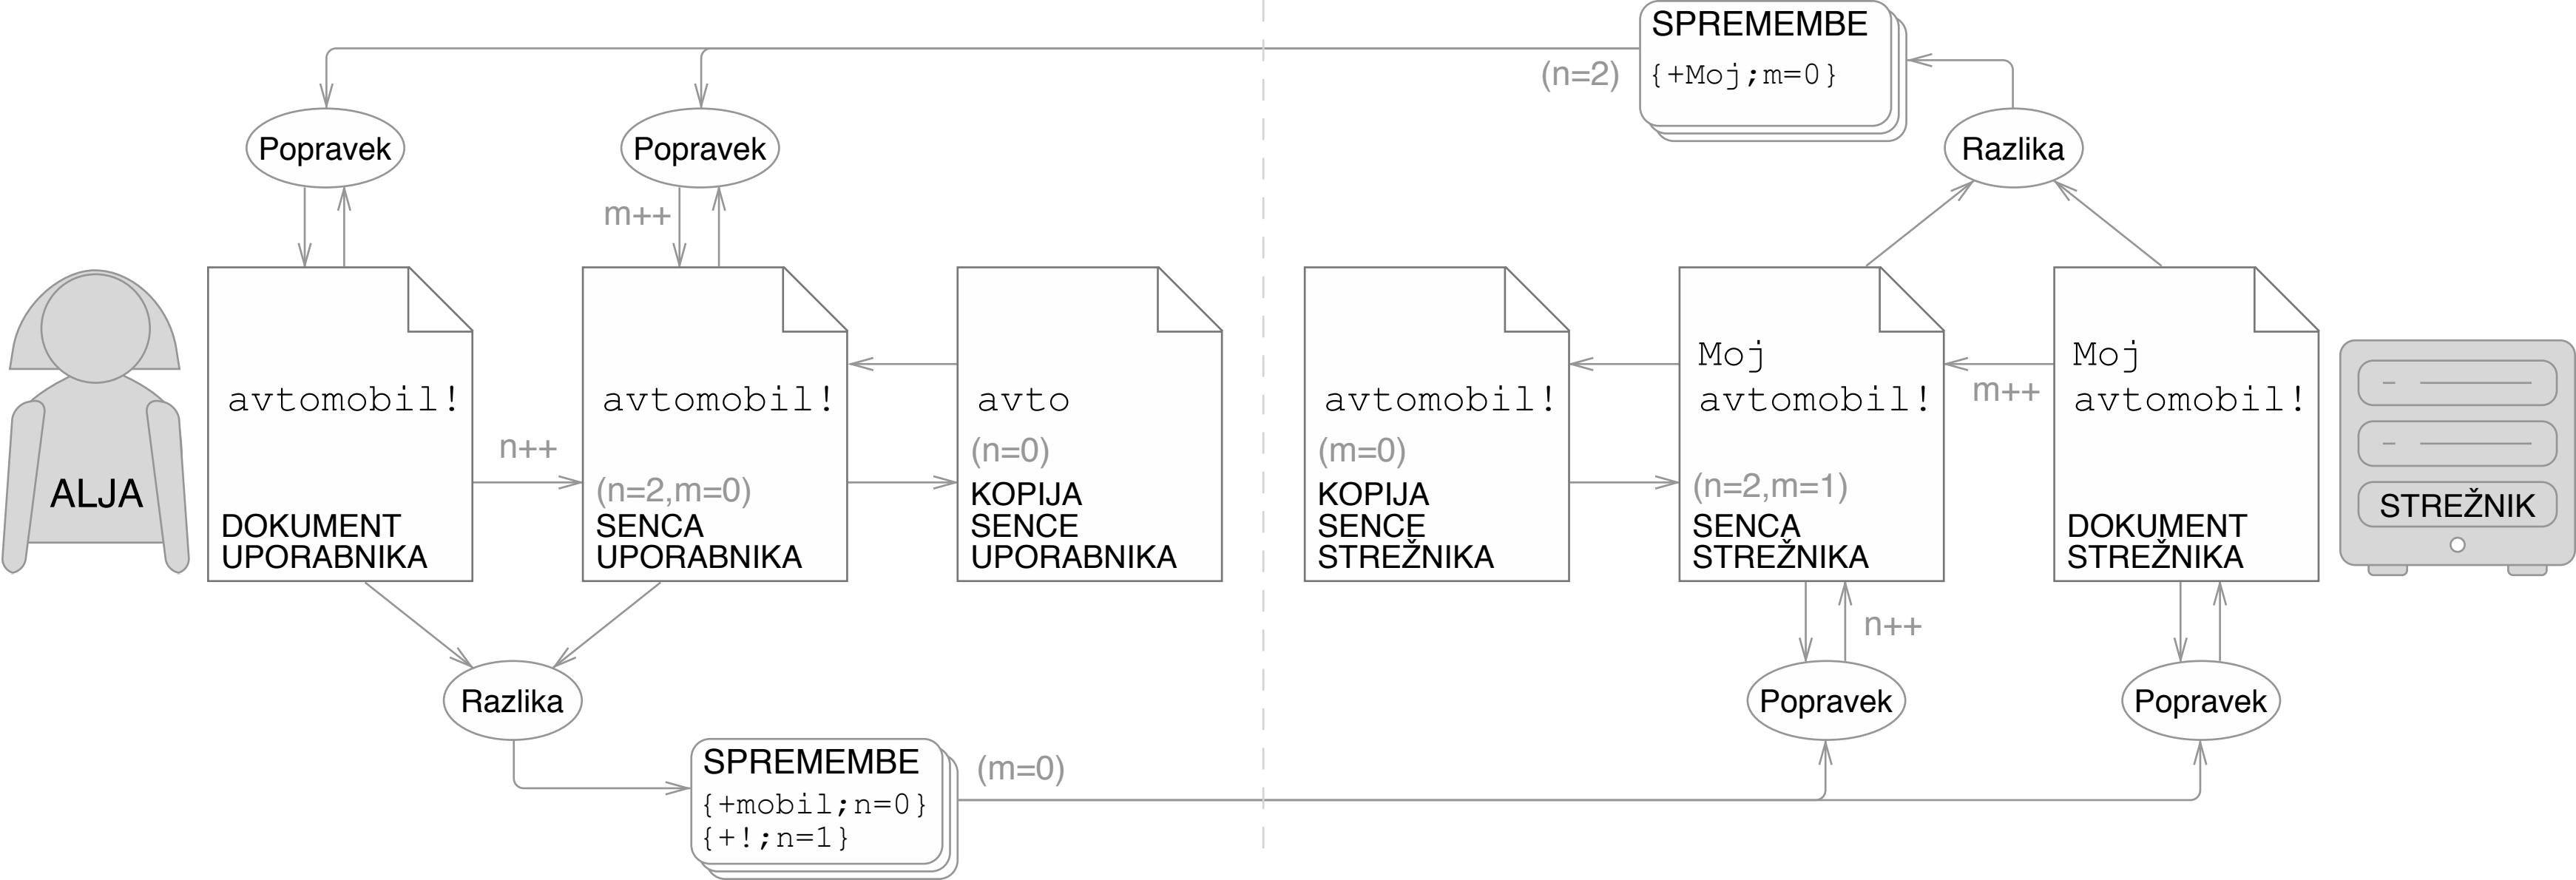 SPREMEMBE
(n=2)
{+Moj;m=0}
Popravek
Popravek
Razlika
m++
ALJA
avtomobil!
n++
DOKUMENT
UPORABNIKA
avtomobil!
(n=2,m=0)
SENCA
UPORABNIKA
avto
(n=0)
KOPIJA
SENCE
UPORABNIKA
avtomobil!
(m=0)
KOPIJA
SENCE
STREŽNIKA
Moj
avtomobil!
(n=2,m=1)
SENCA
STREŽNIKA
m++
Moj
avtomobil!
DOKUMENT
STREŽNIKA
STREŽNIK
n++
Razlika
Popravek
Popravek
SPREMEMBE
{+mobil;n=0}
{+!;n=1}
(m=0)